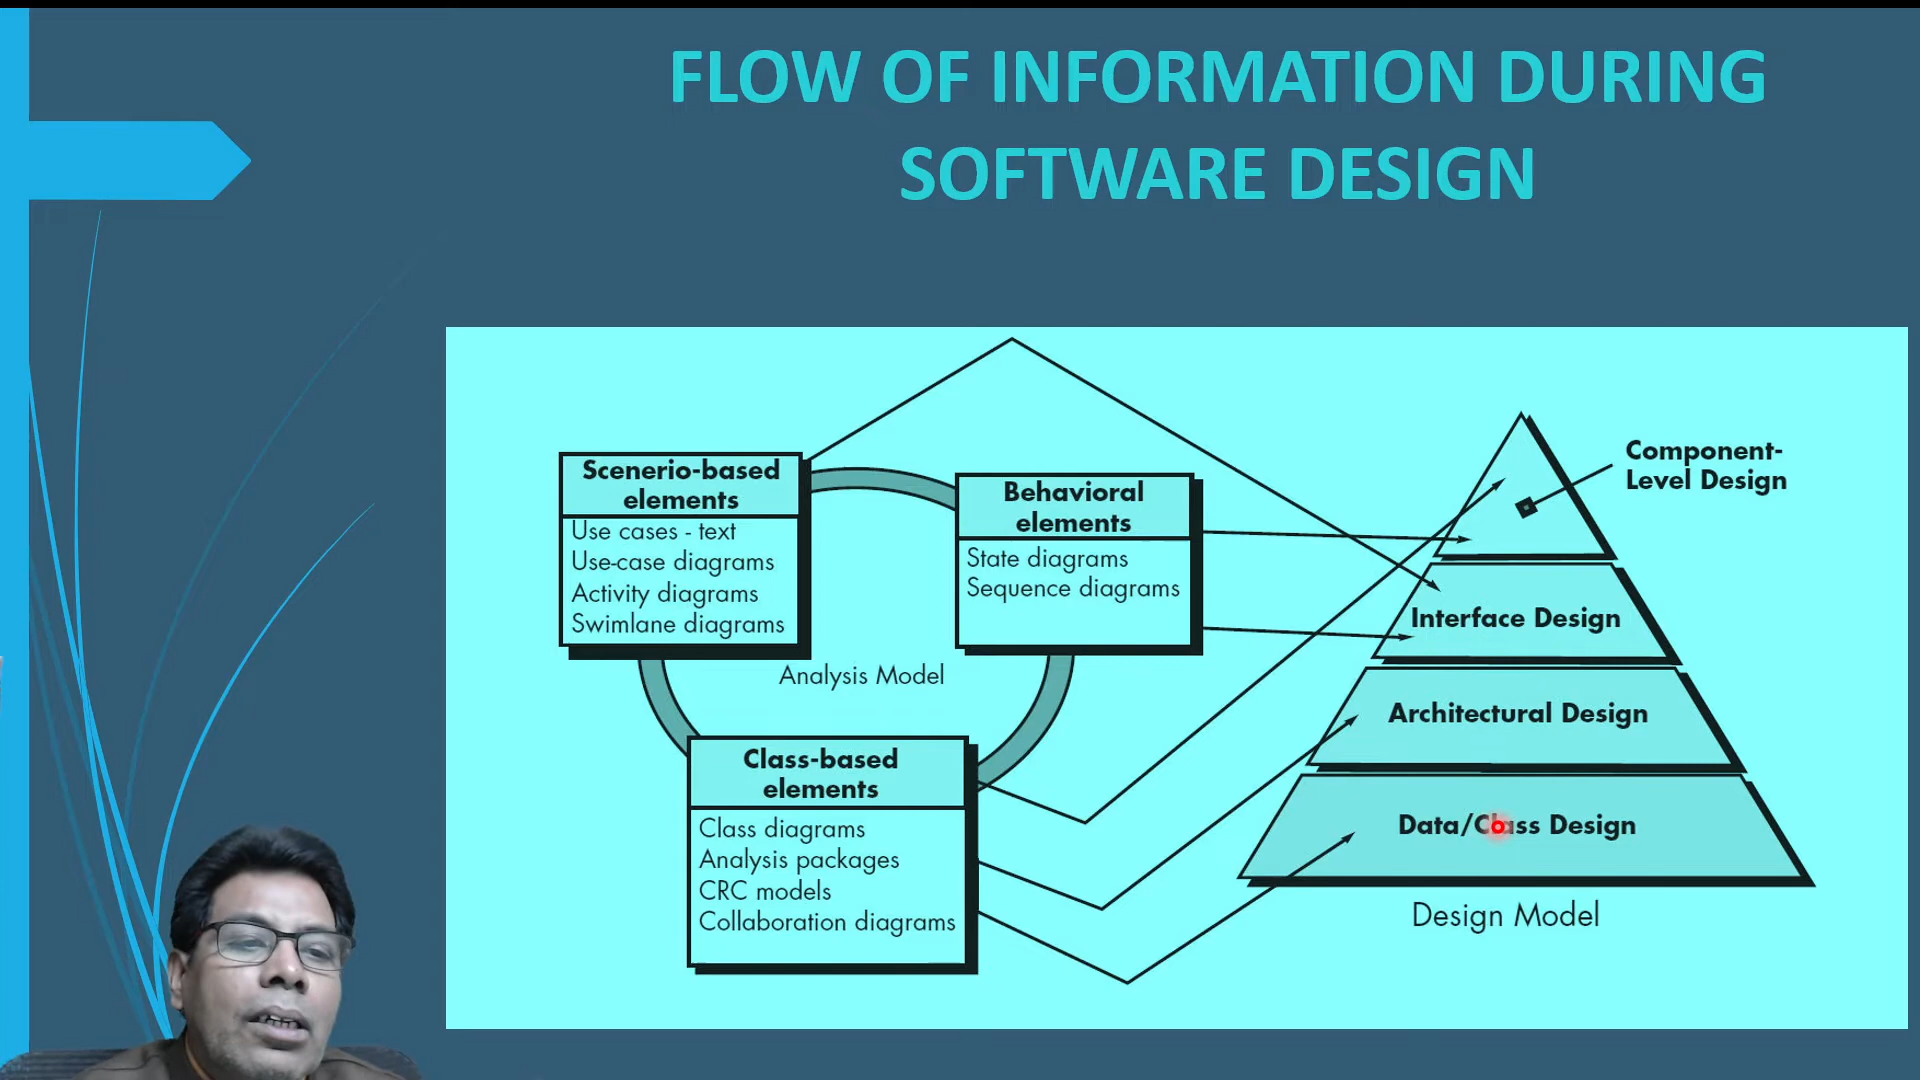 FLOW OF INFORMATION DURING
SOFTWARE DESIGN
Scenerio-based
elements
Use cases - text
Use-case diagrams
Activity diagrams
Swimlane diagrams
Behavioral
elements
State diagrams
Sequence diagrams
Analysis Model
Class-based
elements
Class diagrams
Analysis packages
CRC models
Collaboration diagrams
Component-
Level Design
Interface Design
Architectural Design
Data/Class Design
Design Model